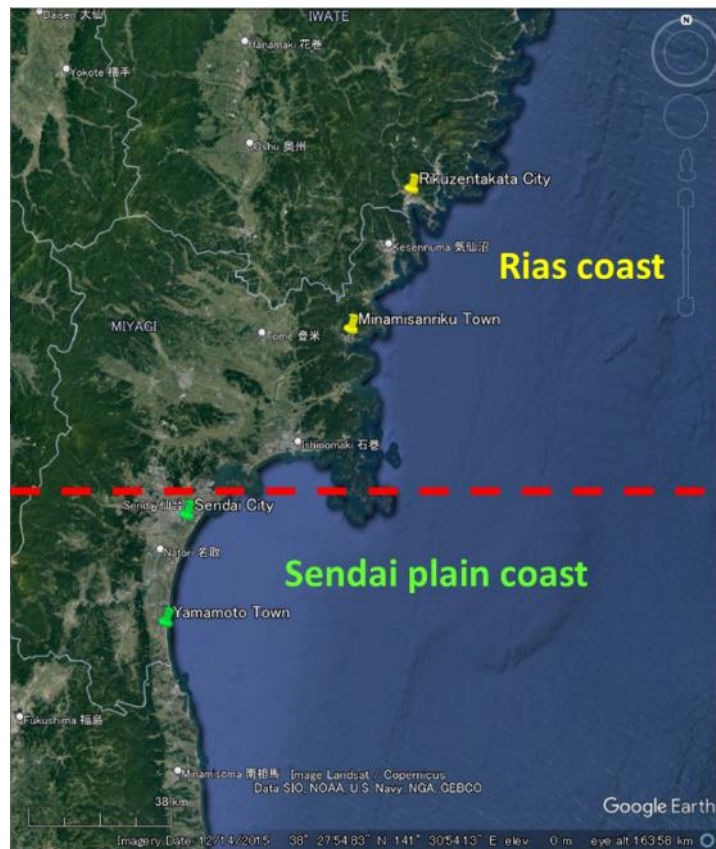 Daisen 大仙
IWATE
N
Hanamaki 花巻
Yokote 横手
Oshu 奥州
Rikuzentakata City
Kesennuma 気仙沼
Rias coast
Minamisanriku Town
MIYAGI
Tome 登米
Ishinomaki 石巻
Sendai 仙台
Sendai City
Natori 名取
Sendai plain coast
Yamamoto Town
Fukushima 福島
Minamisoma 南相馬
Image Landsat / Copernicus
Data SIO, NOAA, U.S. Navy, NGA, GEBCO
38 km
Google Earth
Imagery Date: 12/14/2015 38° 27'54.83" N 141° 30'54.13" E elev 0 m eye alt 163.58 km